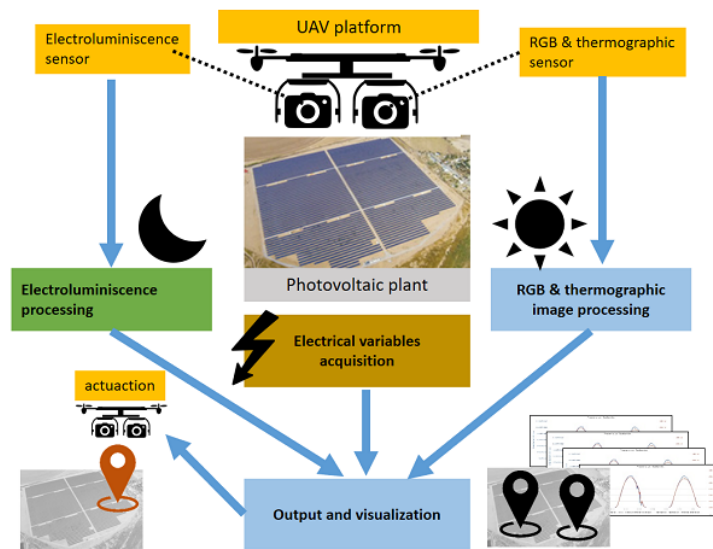 Electroluminiscence
sensor
UAV platform
RGB & thermographic
sensor
Photovoltaic plant
Electroluminiscence
processing
RGB & thermographic
image processing
Electrical variables
acquisition
actuaction
Output and visualization